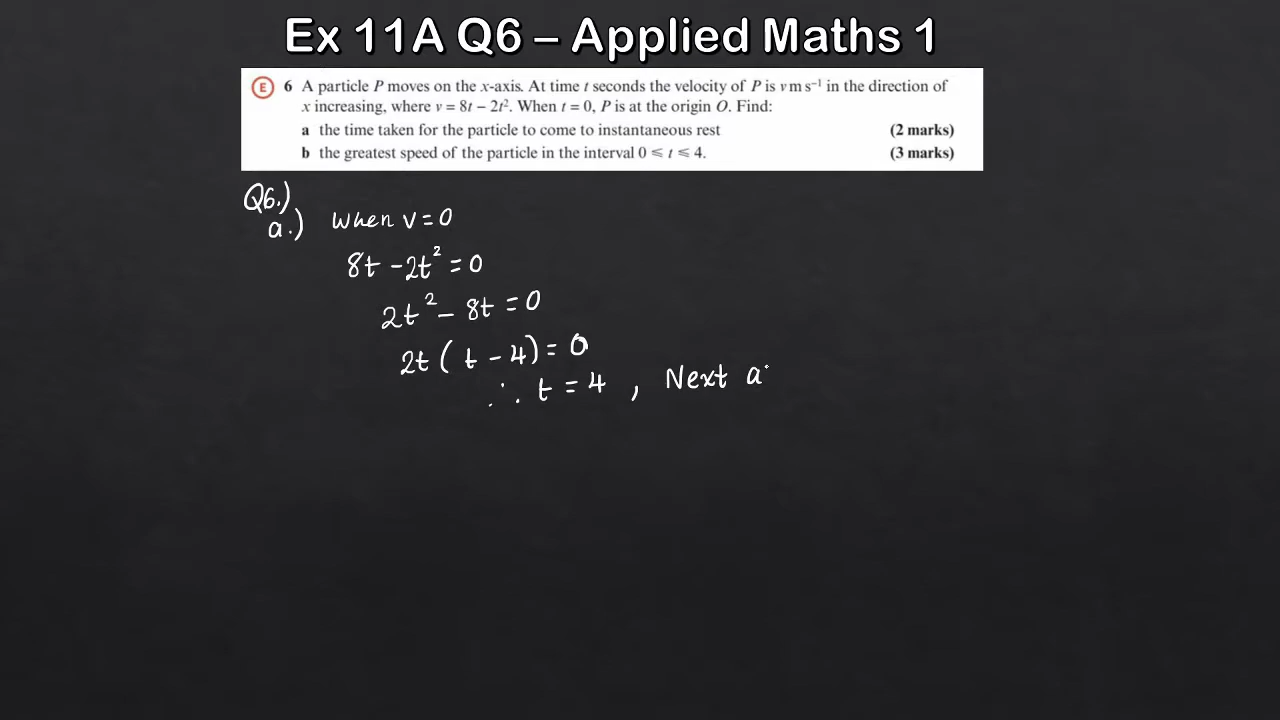 Ex 11A Q6 – Applied Maths 1
E 6 A particle P moves on the x-axis. At time t seconds the velocity of P is v m s⁻¹ in the direction of
x increasing, where v = 8t − 2t². When t = 0, P is at the origin O. Find:
a the time taken for the particle to come to instantaneous rest (2 marks)
b the greatest speed of the particle in the interval 0 ⩽ t ⩽ 4. (3 marks)
Q6.)
a.) When v = 0
8t − 2t² = 0
2t² − 8t = 0
2t ( t − 4) = 0
∴ t = 4 , Next a